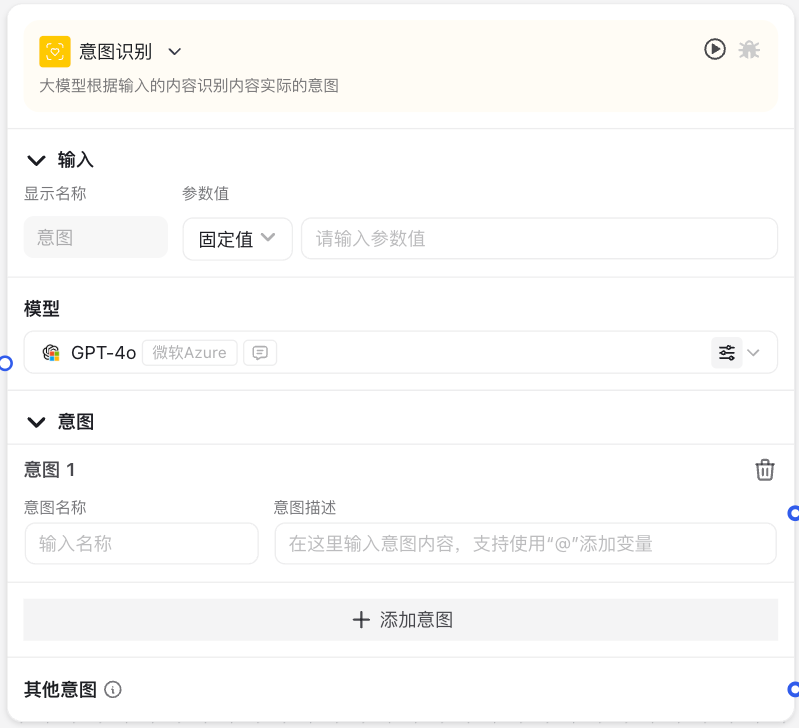 意图识别
大模型根据输入的内容识别内容实际的意图
输入
显示名称 参数值
意图 固定值 请输入参数值
模型
GPT-4o 微软Azure
意图
意图 1
意图名称 意图描述
输入名称 在这里输入意图内容，支持使用“@”添加变量
添加意图
其他意图